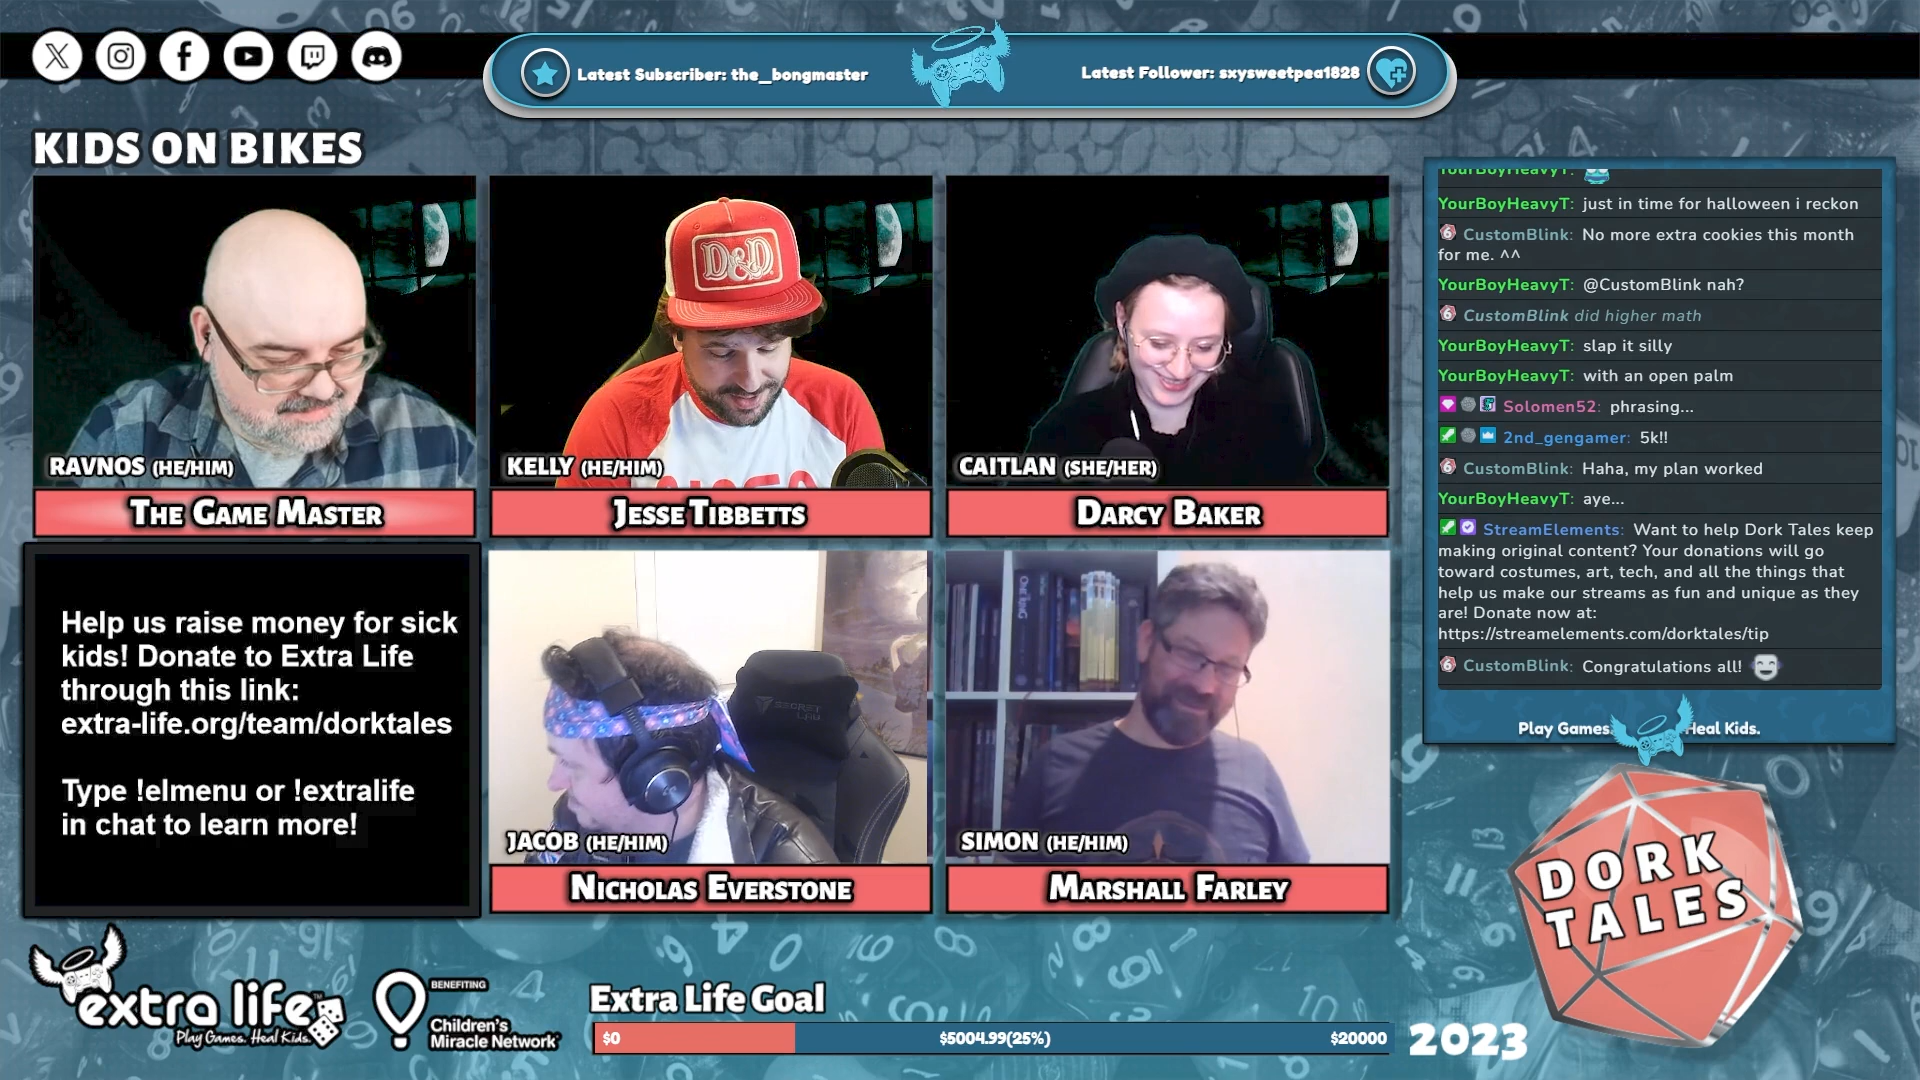 Latest Subscriber: the_bongmaster
Latest Follower: sxysweetpea1828
KIDS ON BIKES
RAVNOS (HE/HIM)
THE GAME MASTER
D&D
KELLY (HE/HIM)
JESSE TIBBETTS
CAITLAN (SHE/HER)
DARCY BAKER
Help us raise money for sick
kids! Donate to Extra Life
through this link:
extra-life.org/team/dorktales
Type !elmenu or !extralife
in chat to learn more!
SECRET
LAB
JACOB (HE/HIM)
NICHOLAS EVERSTONE
SIMON (HE/HIM)
MARSHALL FARLEY
YourBoyHeavyT:
YourBoyHeavyT: just in time for halloween i reckon
CustomBlink: No more extra cookies this month
for me. ^^
YourBoyHeavyT: @CustomBlink nah?
CustomBlink did higher math
YourBoyHeavyT: slap it silly
YourBoyHeavyT: with an open palm
Solomen52: phrasing...
2nd_gengamer: 5k!!
CustomBlink: Haha, my plan worked
YourBoyHeavyT: aye...
StreamElements: Want to help Dork Tales keep
making original content? Your donations will go
toward costumes, art, tech, and all the things that
help us make our streams as fun and unique as they
are! Donate now at:
https://streamelements.com/dorktales/tip
CustomBlink: Congratulations all!
Play Games. Heal Kids.
DORK
TALES
extra life
Play Games. Heal Kids.
BENEFITING
Children's
Miracle Network
Extra Life Goal
$0
$5004.99(25%)
$20000
2023